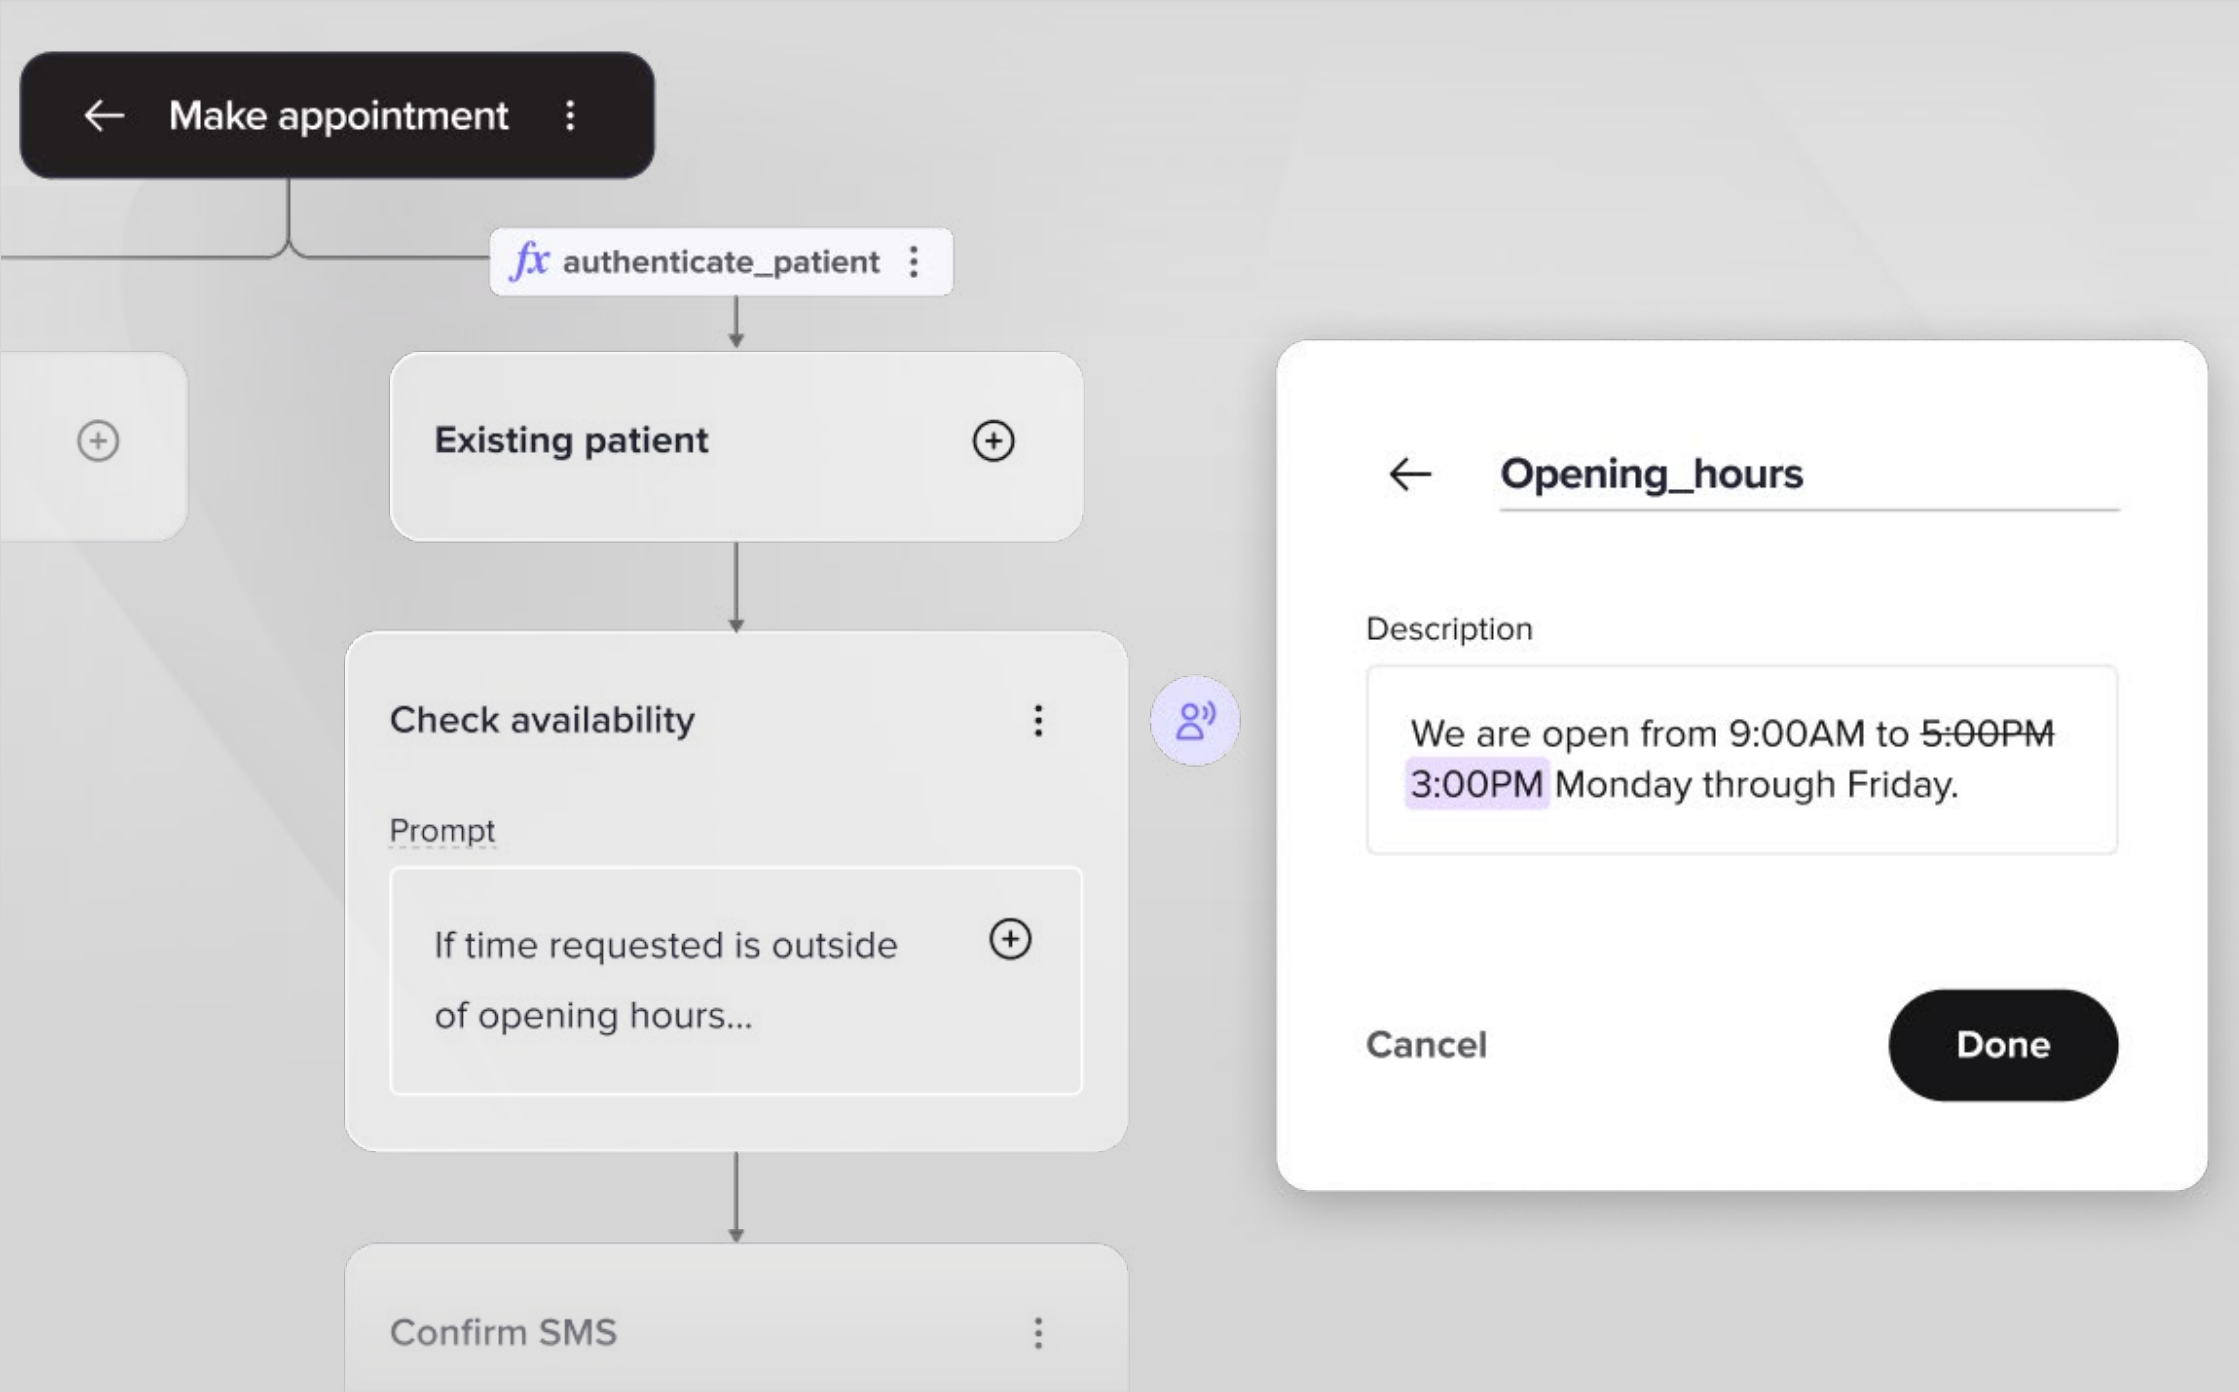 Make appointment
fx authenticate_patient
Existing patient
Check availability
Prompt
If time requested is outside
of opening hours...
Confirm SMS
Opening_hours
Description
We are open from 9:00AM to 5:00PM
3:00PM Monday through Friday.
Cancel
Done